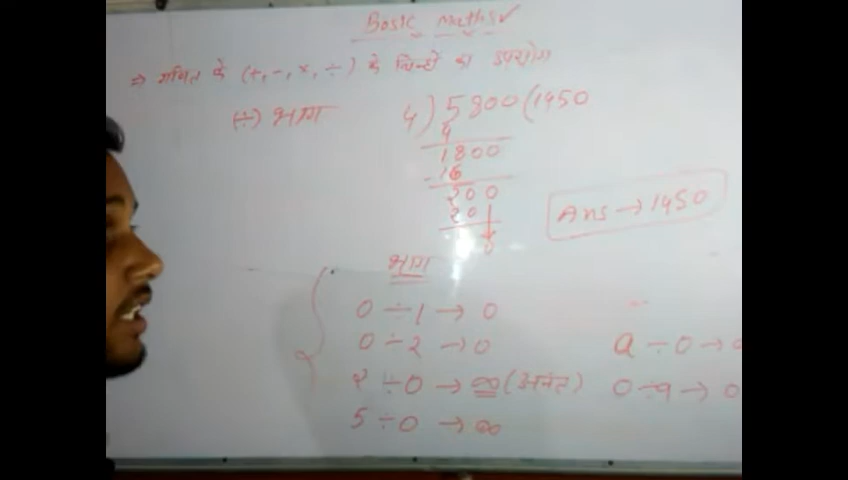 Basic Maths ✓
⇒ गणित के (+, -, ×, ÷) के चिन्हों का उपयोग
(÷) भाग
4) 5800 (1450
4
1800
-16
200
20↓
0
Ans → 1450
भाग
0 ÷ 1 → 0
0 ÷ 2 → 0
2 ÷ 0 → ∞ (अनंत)
5 ÷ 0 → ∞
a ÷ 0 →
0 ÷ a → 0